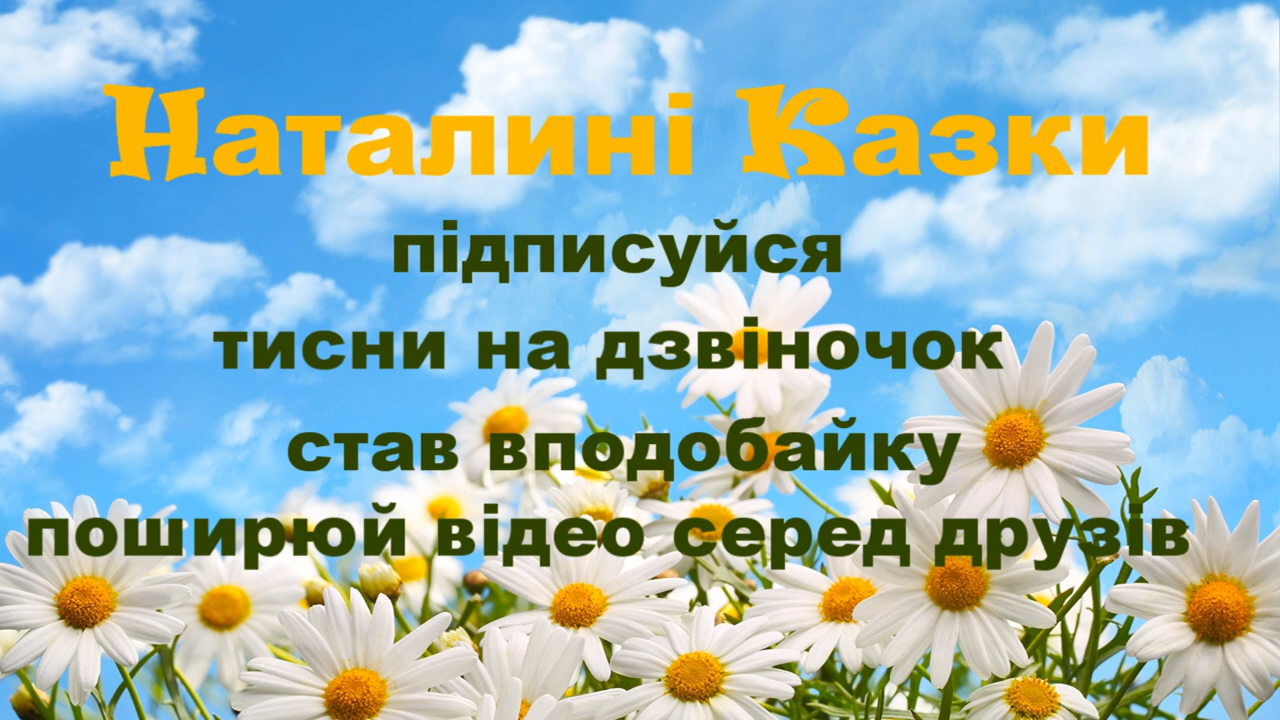 Наталині Казки
підписуйся
тисни на дзвіночок
став вподобайку
поширюй відео серед друзів